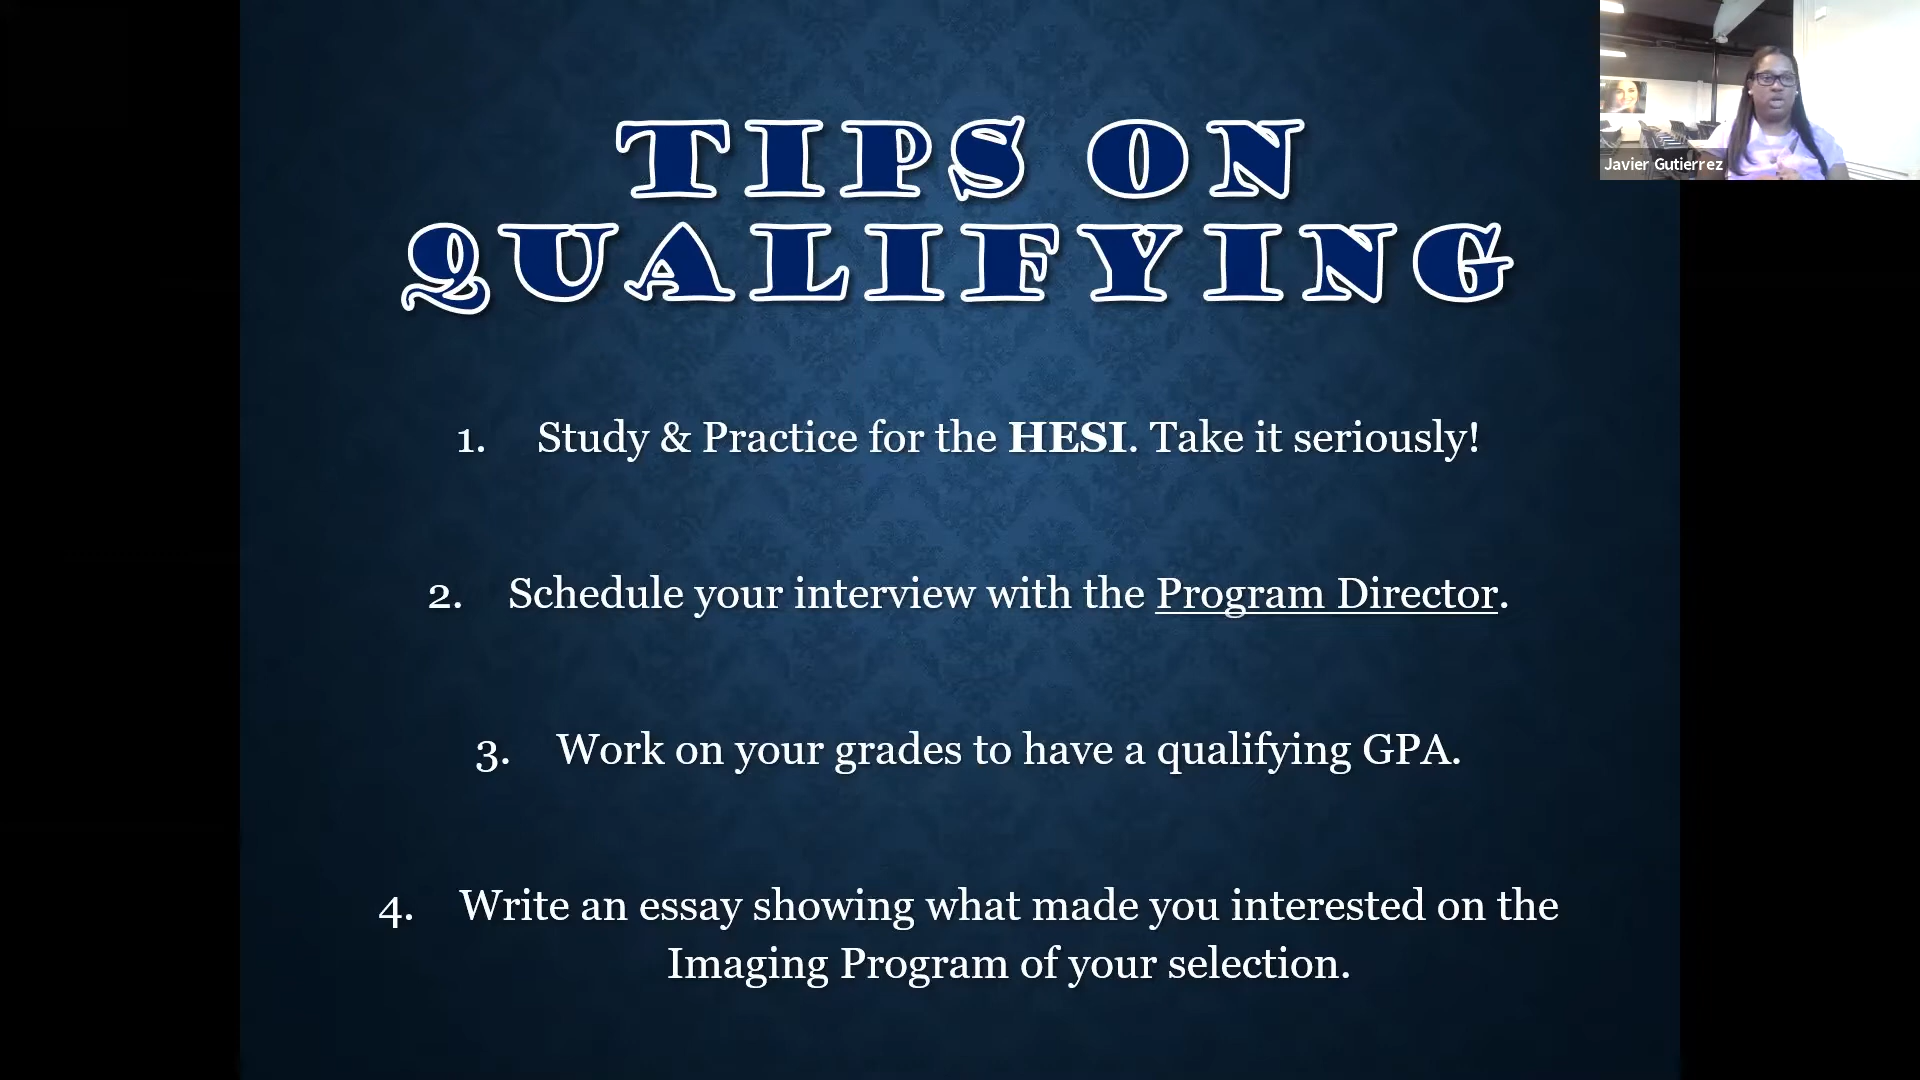 TIPS ON
QUALIFYING
1. Study & Practice for the HESI. Take it seriously!
2. Schedule your interview with the Program Director.
3. Work on your grades to have a qualifying GPA.
4. Write an essay showing what made you interested on the
Imaging Program of your selection.
Javier Gutierrez